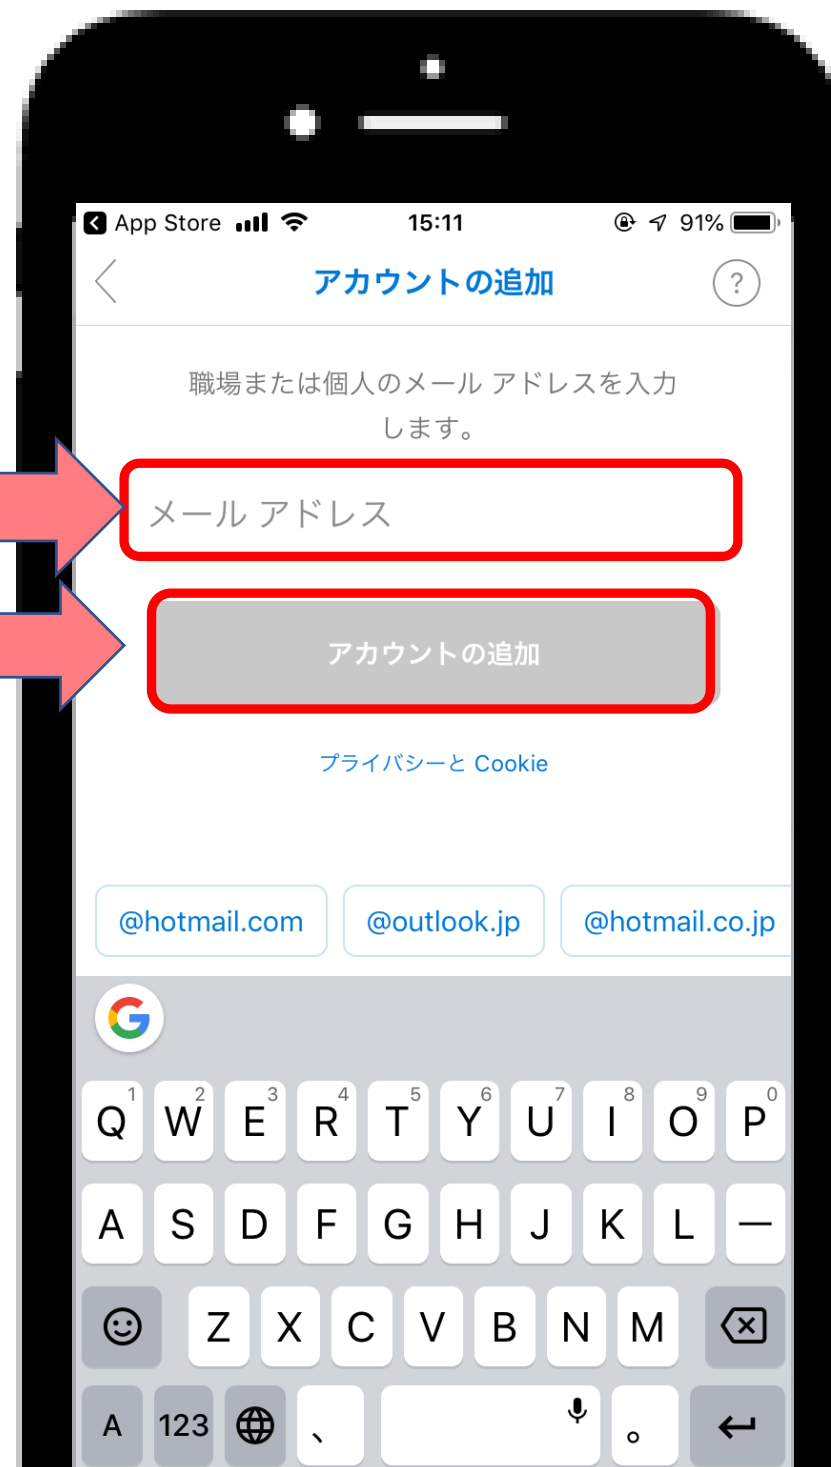 App Store 15:11 91%
アカウントの追加 ?
職場または個人のメール アドレスを入力
します。
メール アドレス
アカウントの追加
プライバシーと Cookie
@hotmail.com @outlook.jp @hotmail.co.jp
G
1 2 3 4 5 6 7 8 9 0
Q W E R T Y U I O P
A S D F G H J K L ー
Z X C V B N M
A 123 、 。